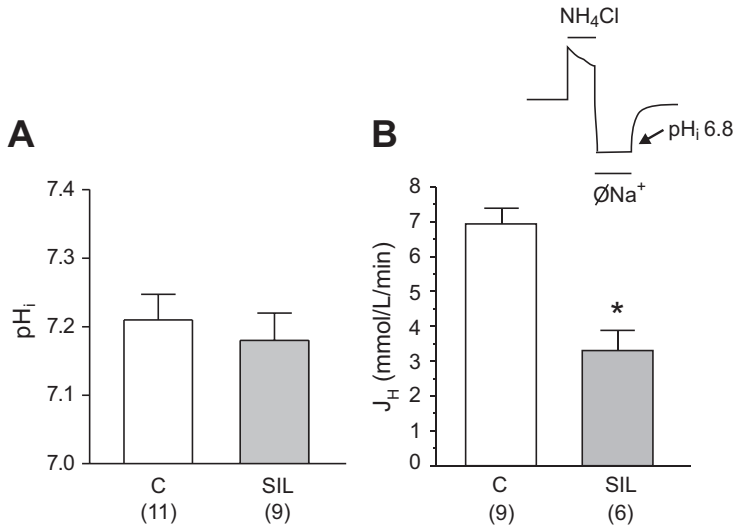 A
7.4
7.3
7.2
7.1
7.0
pHᵢ
C
(11)
SIL
(9)
B
NH₄Cl
pHᵢ 6.8
ØNa⁺
8
7
6
5
4
3
2
1
0
J_H (mmol/L/min)
*
C
(9)
SIL
(6)